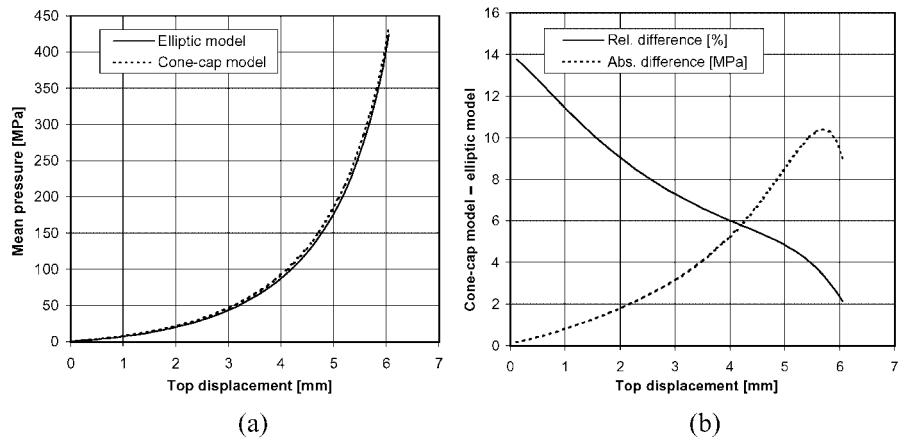 Mean pressure [MPa]
450
400
350
300
250
200
150
100
50
0
Elliptic model
Cone-cap model
0 1 2 3 4 5 6 7
Top displacement [mm]
(a)
Cone-cap model – elliptic model
16
14
12
10
8
6
4
2
0
Rel. difference [%]
Abs. difference [MPa]
0 1 2 3 4 5 6 7
Top displacement [mm]
(b)